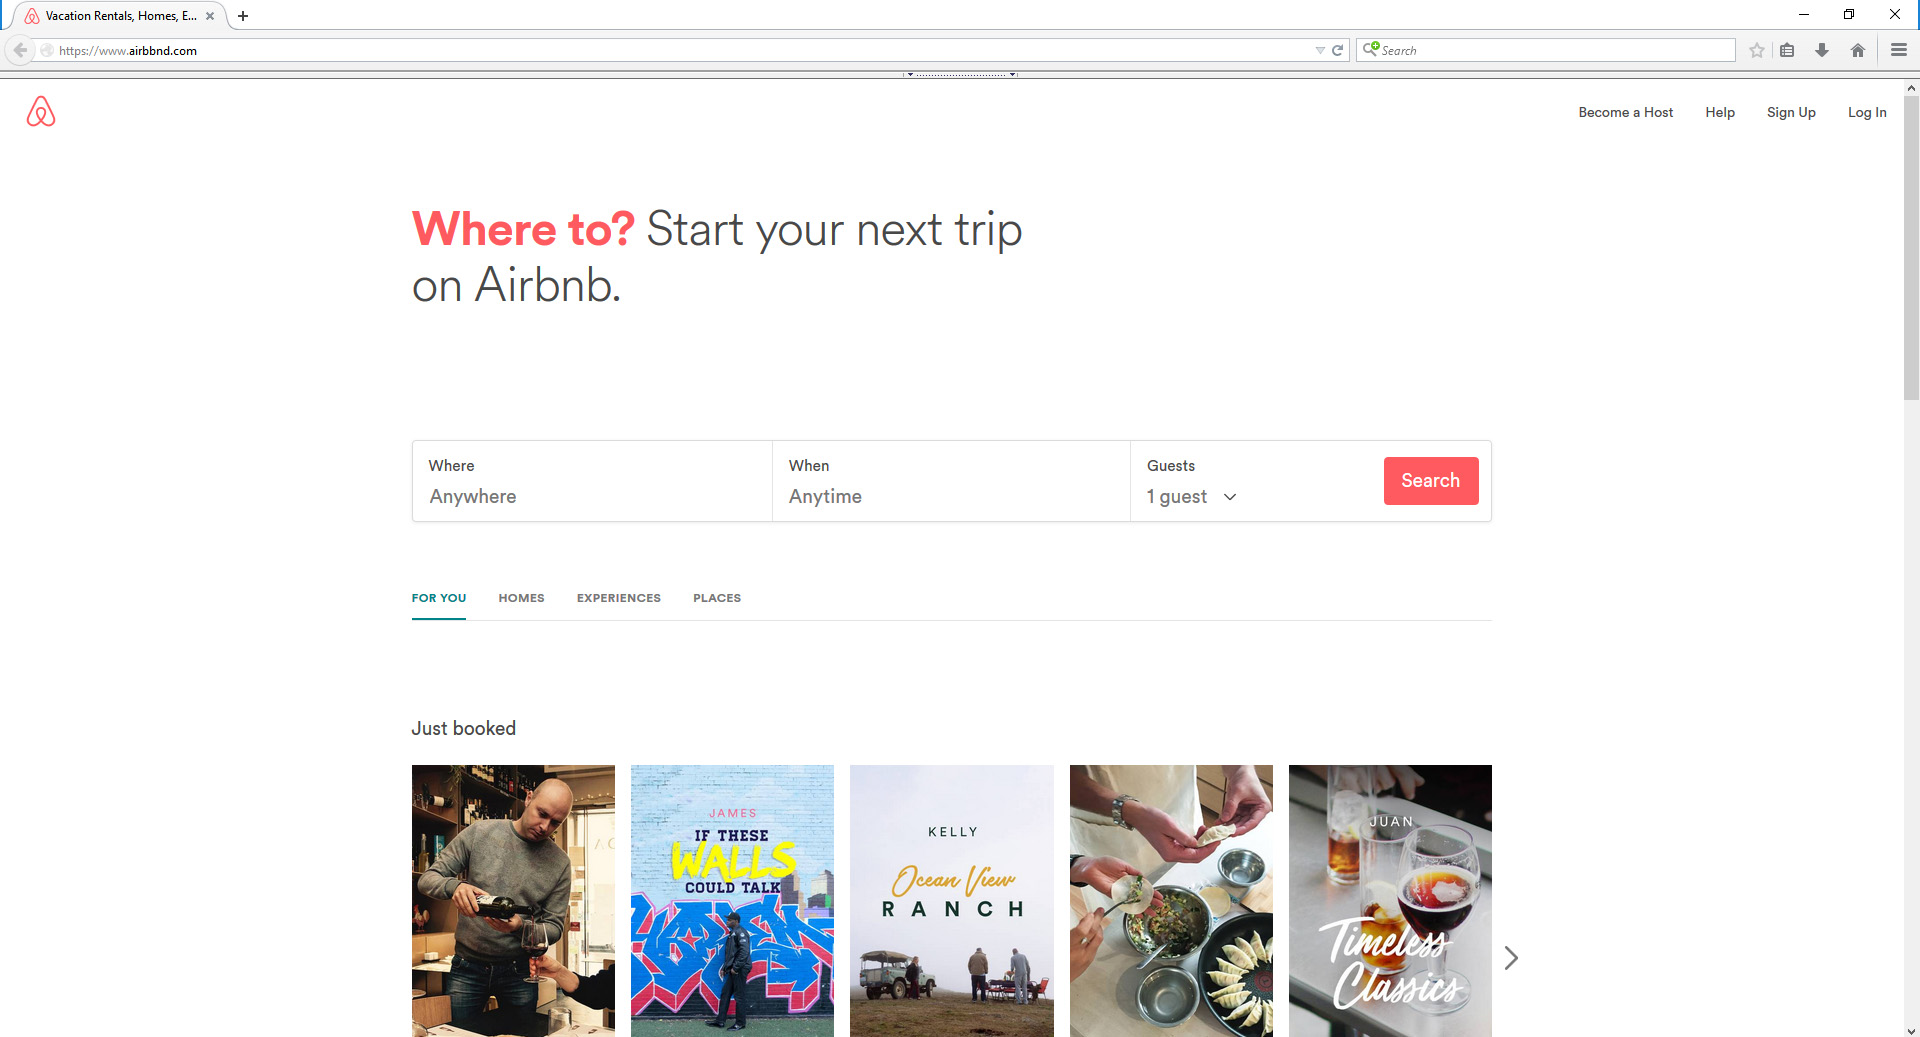 Vacation Rentals, Homes, E...
https://www.airbbnd.com
Search
Become a Host
Help
Sign Up
Log In
Where to? Start your next trip
on Airbnb.
Where
Anywhere
When
Anytime
Guests
1 guest
Search
FOR YOU
HOMES
EXPERIENCES
PLACES
Just booked
JAMES
IF THESE
WALLS
COULD TALK
KELLY
Ocean View
RANCH
JUAN
Timeless
Classics